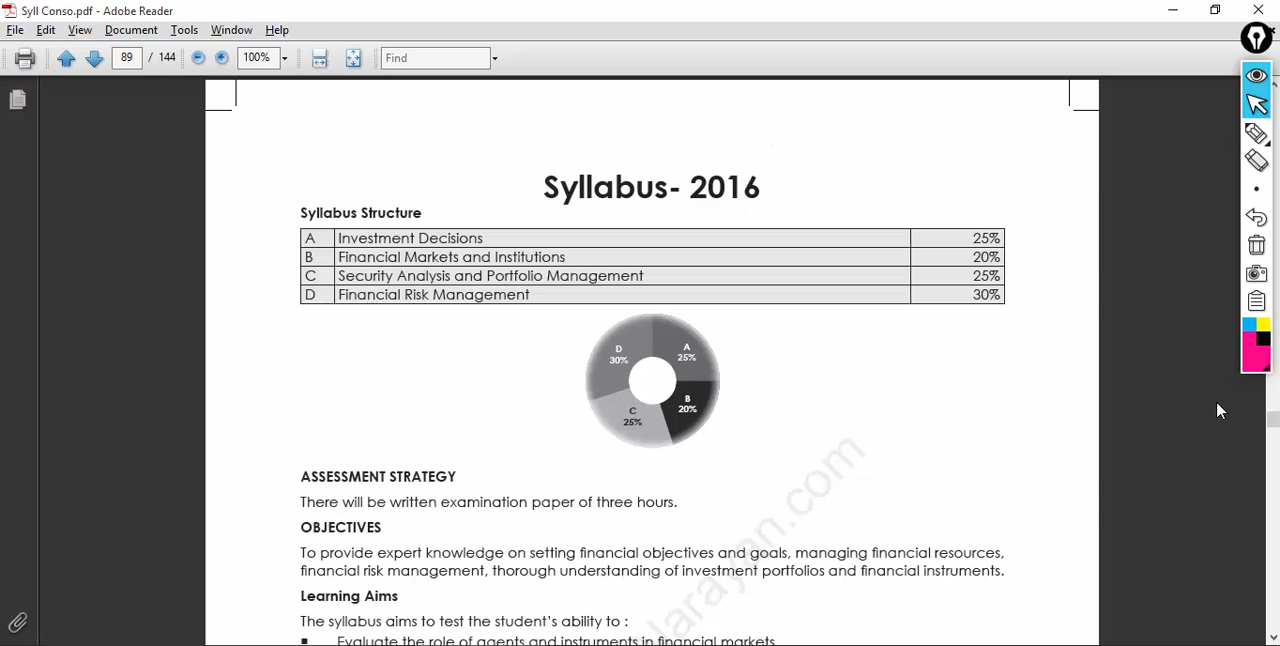 Syll Conso.pdf - Adobe Reader
File Edit View Document Tools Window Help
89 / 144 100% Find
Syllabus- 2016
Syllabus Structure
A Investment Decisions 25%
B Financial Markets and Institutions 20%
C Security Analysis and Portfolio Management 25%
D Financial Risk Management 30%
D A
30% 25%
C B
25% 20%
ASSESSMENT STRATEGY
There will be written examination paper of three hours.
OBJECTIVES
To provide expert knowledge on setting financial objectives and goals, managing financial resources,
financial risk management, thorough understanding of investment portfolios and financial instruments.
Learning Aims
The syllabus aims to test the student's ability to :
Evaluate the role of agents and instruments in financial markets
larayan.com